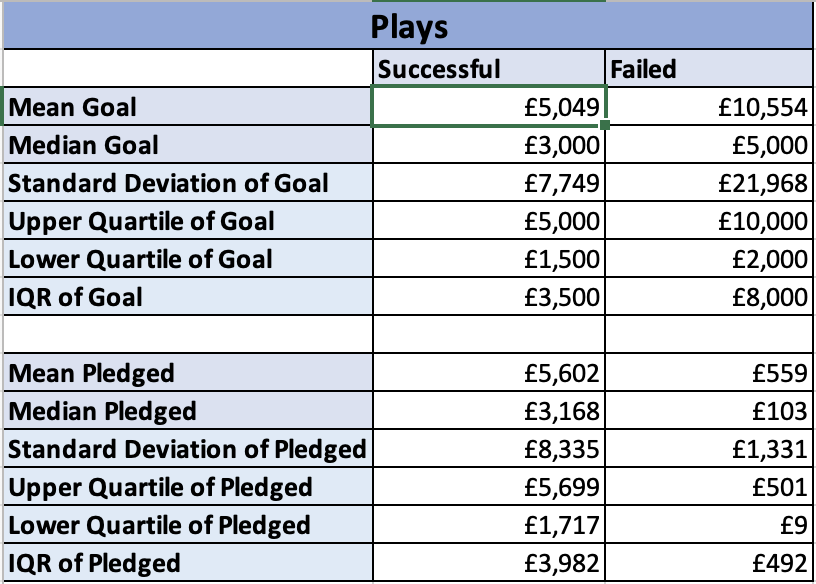 Plays
Successful Failed
Mean Goal £5,049 £10,554
Median Goal £3,000 £5,000
Standard Deviation of Goal £7,749 £21,968
Upper Quartile of Goal £5,000 £10,000
Lower Quartile of Goal £1,500 £2,000
IQR of Goal £3,500 £8,000
Mean Pledged £5,602 £559
Median Pledged £3,168 £103
Standard Deviation of Pledged £8,335 £1,331
Upper Quartile of Pledged £5,699 £501
Lower Quartile of Pledged £1,717 £9
IQR of Pledged £3,982 £492